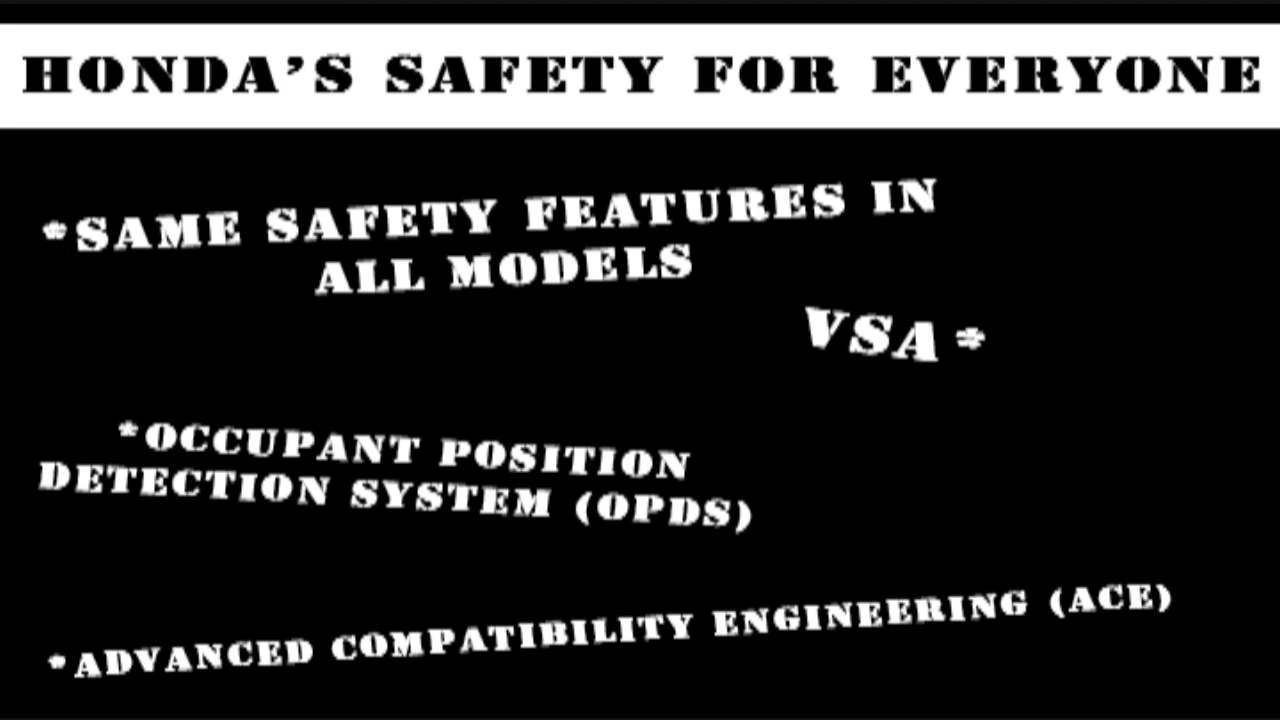 HONDA'S SAFETY FOR EVERYONE
*SAME SAFETY FEATURES IN
ALL MODELS
VSA *
*OCCUPANT POSITION
DETECTION SYSTEM (OPDS)
*ADVANCED COMPATIBILITY ENGINEERING (ACE)